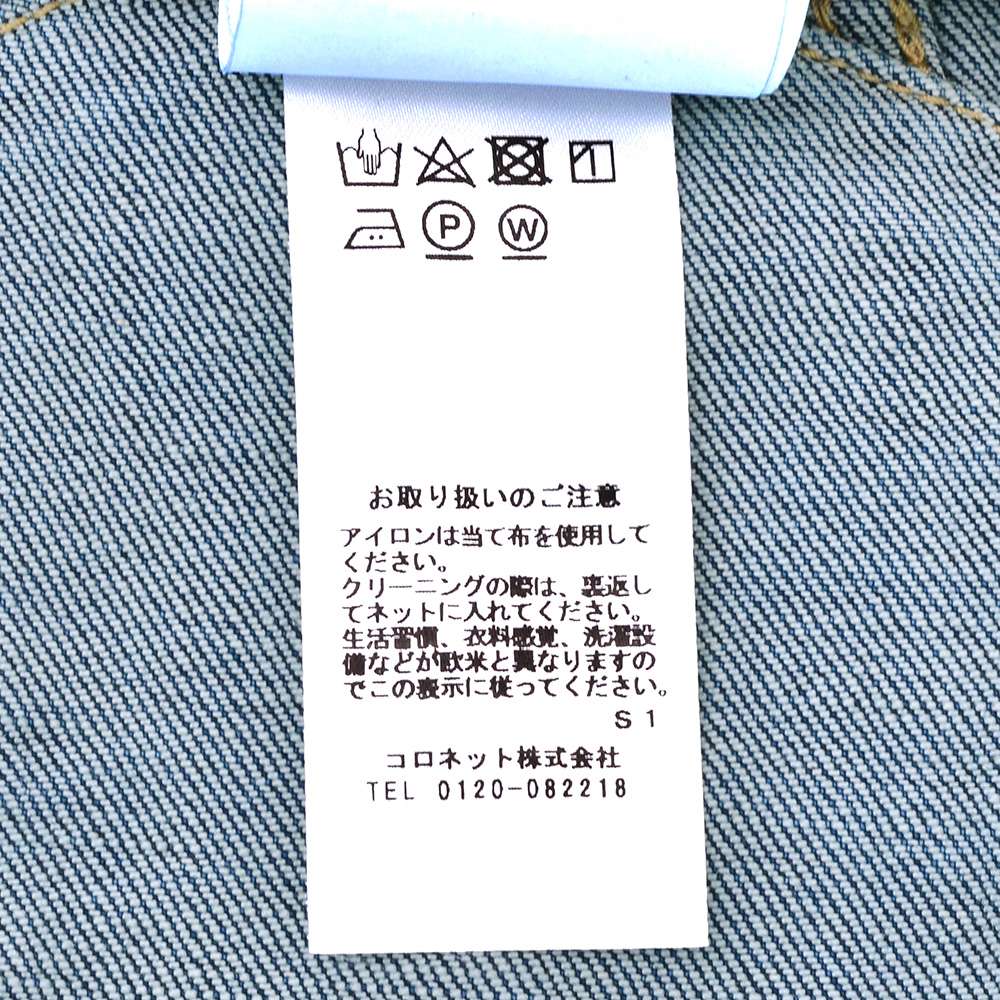 P W
お取り扱いのご注意
アイロンは当て布を使用して
ください。
クリーニングの際は、裏返し
てネットに入れてください。
生活習慣、衣料感覚、洗濯設
備などが欧米と異なりますの
でこの表示に従ってください。
S1
コロネット株式会社
TEL 0120-082218